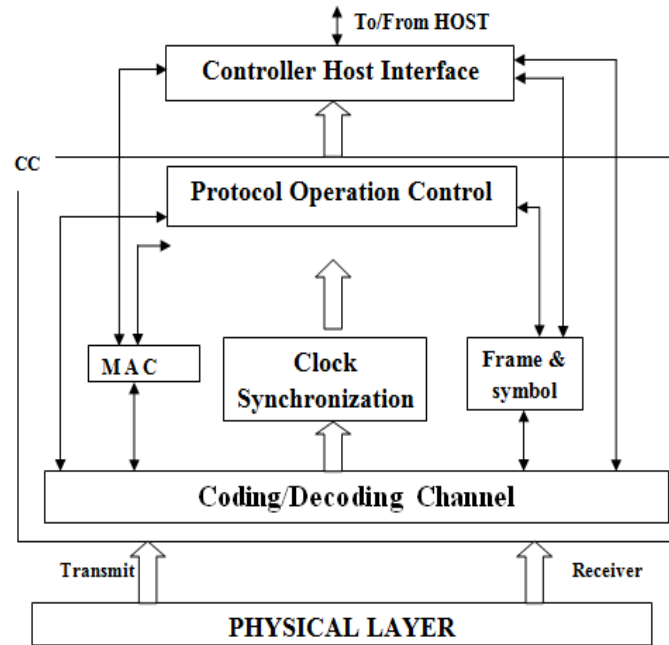 To/From HOST
Controller Host Interface
CC
Protocol Operation Control
MAC
Clock
Synchronization
Frame &
symbol
Coding/Decoding Channel
Transmit
Receiver
PHYSICAL LAYER